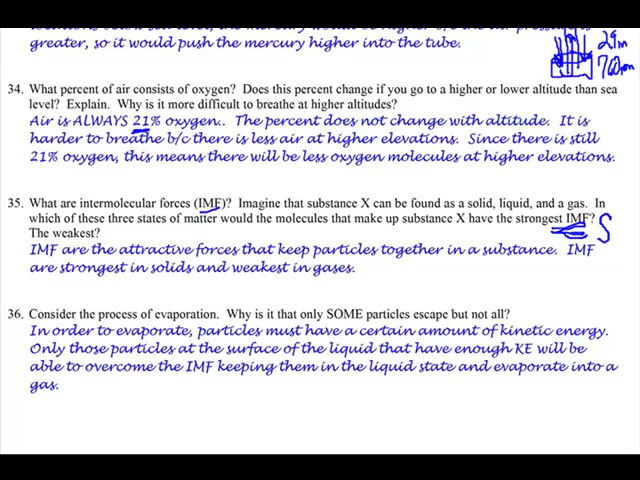 greater, so it would push the mercury higher into the tube.
29in
760mm
34. What percent of air consists of oxygen? Does this percent change if you go to a higher or lower altitude than sea
level? Explain. Why is it more difficult to breathe at higher altitudes?
Air is ALWAYS 21% oxygen.. The percent does not change with altitude. It is
harder to breathe b/c there is less air at higher elevations. Since there is still
21% oxygen, this means there will be less oxygen molecules at higher elevations.
35. What are intermolecular forces (IMF)? Imagine that substance X can be found as a solid, liquid, and a gas. In
which of these three states of matter would the molecules that make up substance X have the strongest IMF?
The weakest?
S
IMF are the attractive forces that keep particles together in a substance. IMF
are strongest in solids and weakest in gases.
36. Consider the process of evaporation. Why is it that only SOME particles escape but not all?
In order to evaporate, particles must have a certain amount of kinetic energy.
Only those particles at the surface of the liquid that have enough KE will be
able to overcome the IMF keeping them in the liquid state and evaporate into a
gas.